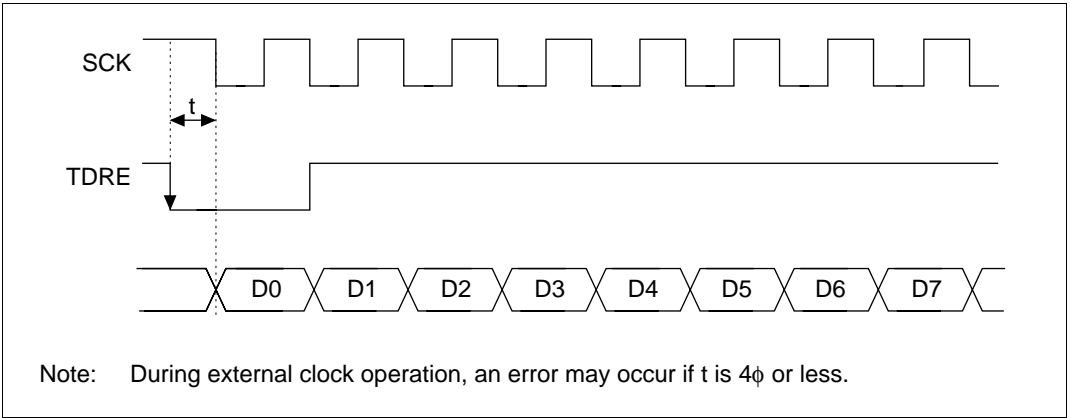 SCK
t
TDRE
D0 D1 D2 D3 D4 D5 D6 D7
Note: During external clock operation, an error may occur if t is 4ϕ or less.